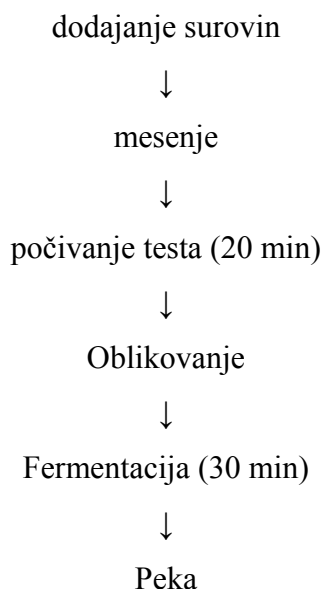 dodajanje surovin
↓
mesenje
↓
počivanje testa (20 min)
↓
Oblikovanje
↓
Fermentacija (30 min)
↓
Peka